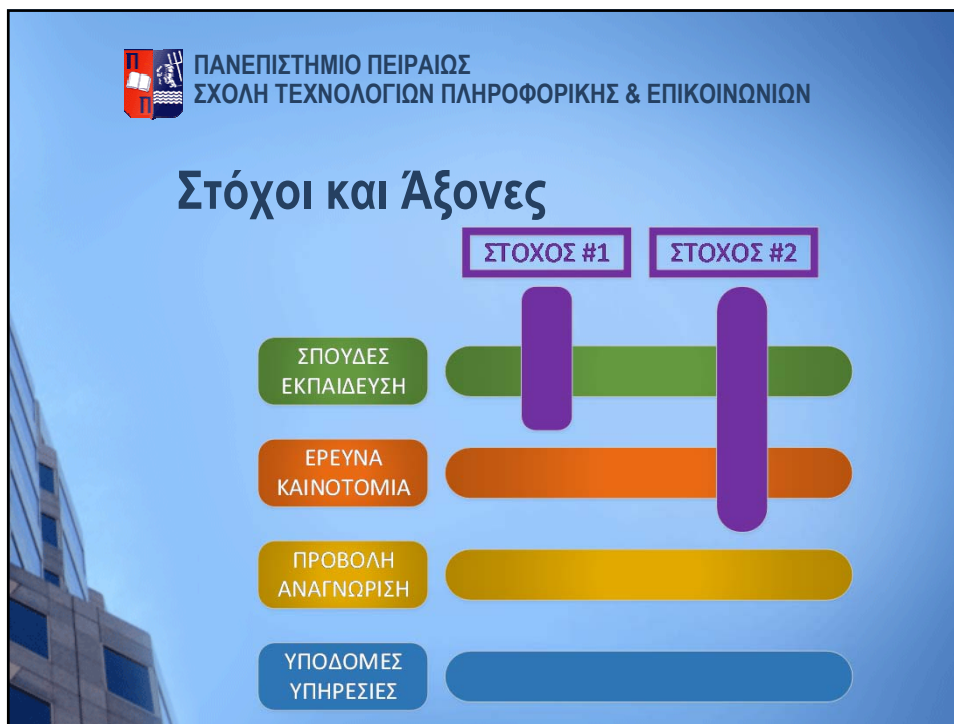 Π
Π
ΠΑΝΕΠΙΣΤΗΜΙΟ ΠΕΙΡΑΙΩΣ
ΣΧΟΛΗ ΤΕΧΝΟΛΟΓΙΩΝ ΠΛΗΡΟΦΟΡΙΚΗΣ & ΕΠΙΚΟΙΝΩΝΙΩΝ
Στόχοι και Άξονες
ΣΤΟΧΟΣ #1
ΣΤΟΧΟΣ #2
ΣΠΟΥΔΕΣ
ΕΚΠΑΙΔΕΥΣΗ
ΕΡΕΥΝΑ
ΚΑΙΝΟΤΟΜΙΑ
ΠΡΟΒΟΛΗ
ΑΝΑΓΝΩΡΙΣΗ
ΥΠΟΔΟΜΕΣ
ΥΠΗΡΕΣΙΕΣ